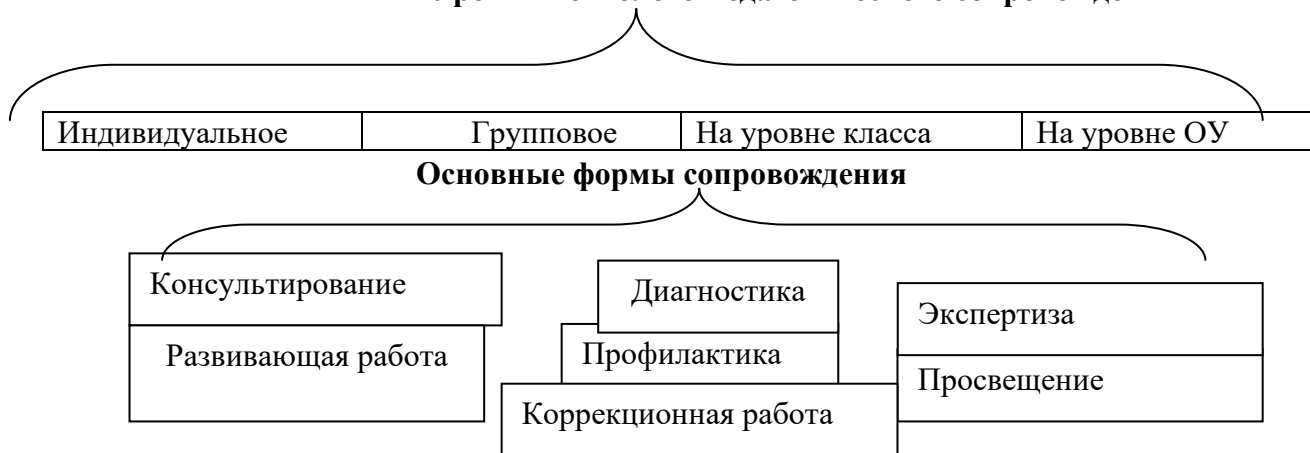 Индивидуальное Групповое На уровне класса На уровне ОУ
Основные формы сопровождения
Консультирование
Развивающая работа
Диагностика
Профилактика
Коррекционная работа
Экспертиза
Просвещение